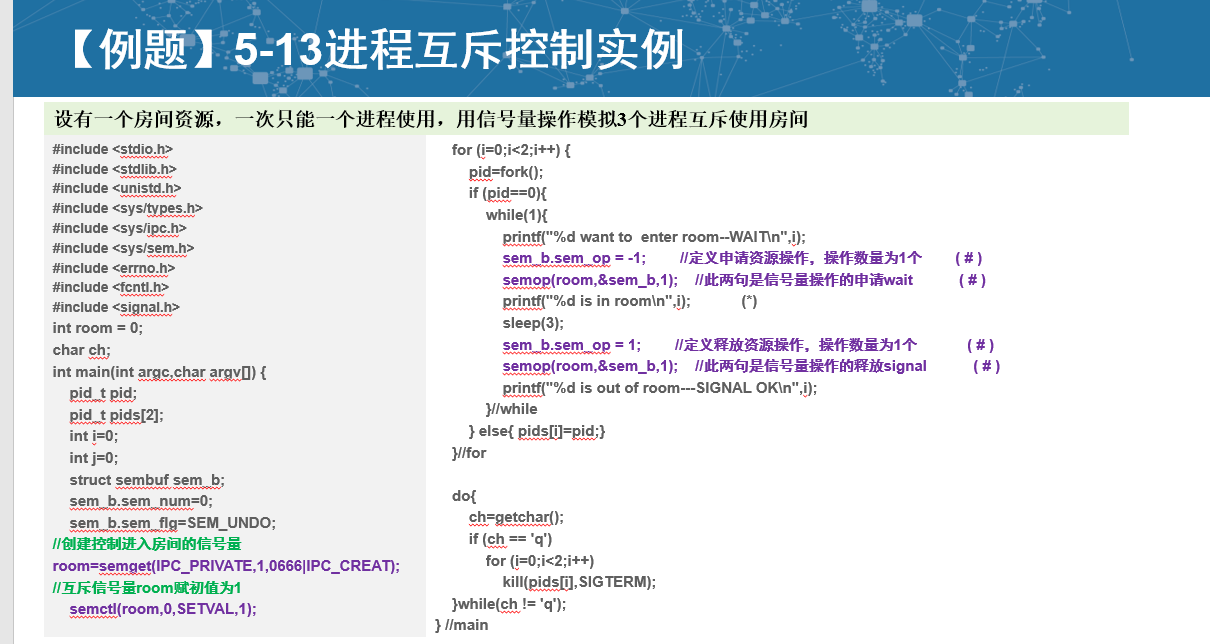 【例题】5-13进程互斥控制实例
设有一个房间资源，一次只能一个进程使用，用信号量操作模拟3个进程互斥使用房间
#include <stdio.h>
#include <stdlib.h>
#include <unistd.h>
#include <sys/types.h>
#include <sys/ipc.h>
#include <sys/sem.h>
#include <errno.h>
#include <fcntl.h>
#include <signal.h>
int room = 0;
char ch;
int main(int argc,char argv[]) {
pid_t pid;
pid_t pids[2];
int i=0;
int j=0;
struct sembuf sem_b;
sem_b.sem_num=0;
sem_b.sem_flg=SEM_UNDO;
//创建控制进入房间的信号量
room=semget(IPC_PRIVATE,1,0666|IPC_CREAT);
//互斥信号量room赋初值为1
semctl(room,0,SETVAL,1);
for (i=0;i<2;i++) {
pid=fork();
if (pid==0){
while(1){
printf("%d want to  enter room--WAIT\n",i);
sem_b.sem_op = -1;        //定义申请资源操作，操作数量为1个        ( # )
semop(room,&sem_b,1);    //此两句是信号量操作的申请wait           ( # )
printf("%d is in room\n",i);            (*)
sleep(3);
sem_b.sem_op = 1;        //定义释放资源操作，操作数量为1个            ( # )
semop(room,&sem_b,1);    //此两句是信号量操作的释放signal           ( # )
printf("%d is out of room---SIGNAL OK\n",i);
}//while
} else{ pids[i]=pid;}
}//for
do{
ch=getchar();
if (ch == 'q')
for (i=0;i<2;i++)
kill(pids[i],SIGTERM);
}while(ch != 'q');
} //main